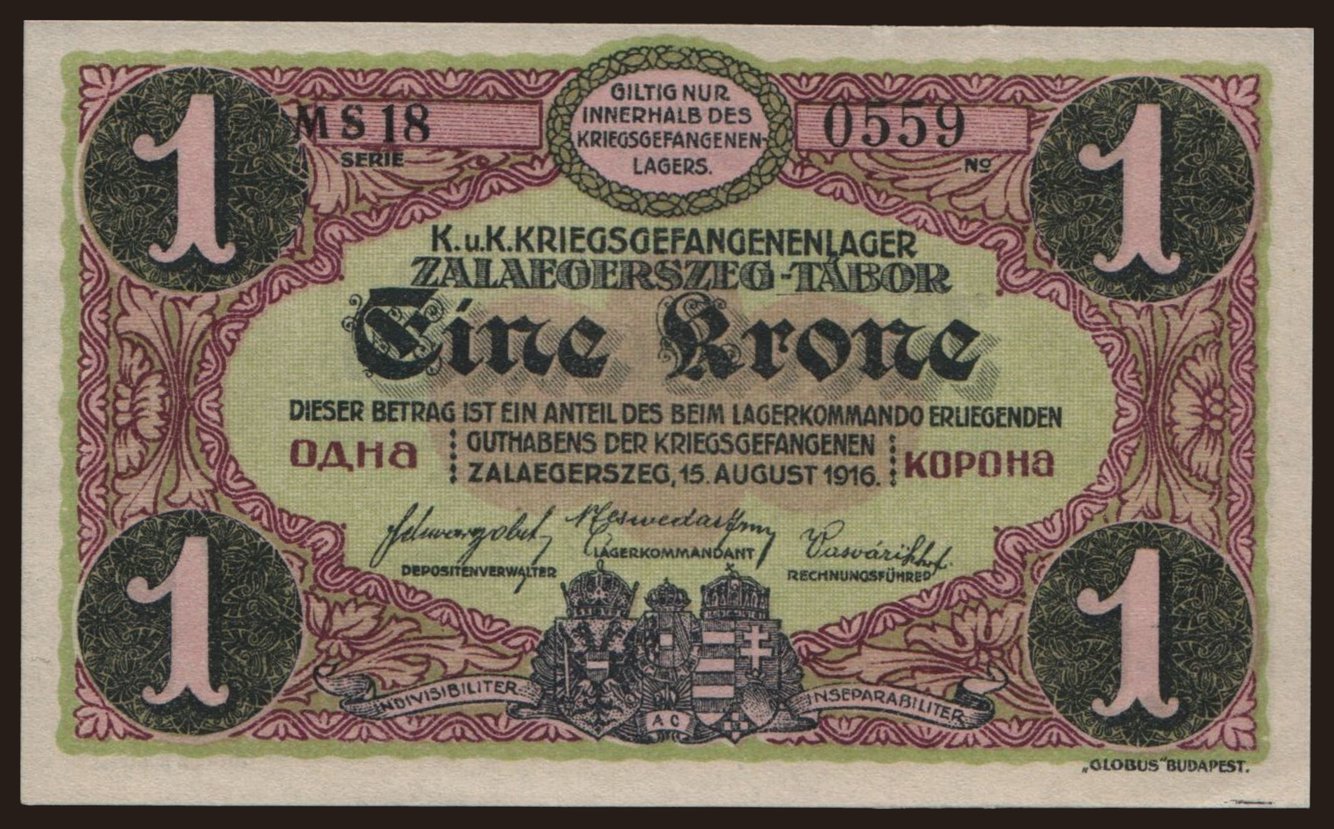 1
M S 18
SERIE
GILTIG NUR
INNERHALB DES
KRIEGSGEFANGENEN-
LAGERS.
0559
No
1
K.u.K.KRIEGSGEFANGENENLAGER
ZALAEGERSZEG-TÁBOR
Eine Krone
DIESER BETRAG IST EIN ANTEIL DES BEIM LAGERKOMMANDO ERLIEGENDEN
GUTHABENS DER KRIEGSGEFANGENEN
ОДНА ZALAEGERSZEG, 15. AUGUST 1916. КОРОНА
LAGERKOMMANDANT
DEPOSITENVERWALTER
RECHNUNGSFÜHRER
1
INDIVISIBILITER
A C
INSEPARABILITER
1
„GLOBUS" BUDAPEST.